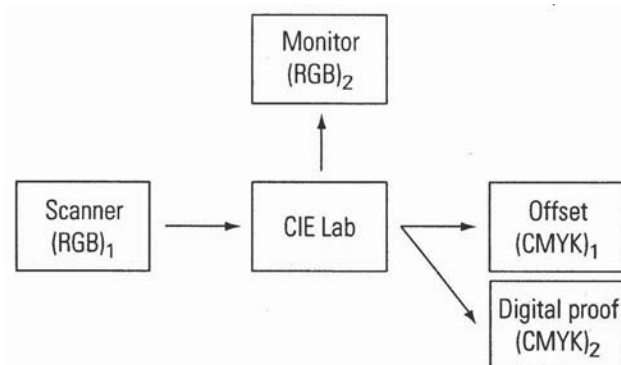 Monitor
(RGB)2
Scanner
(RGB)1
CIE Lab
Offset
(CMYK)1
Digital proof
(CMYK)2